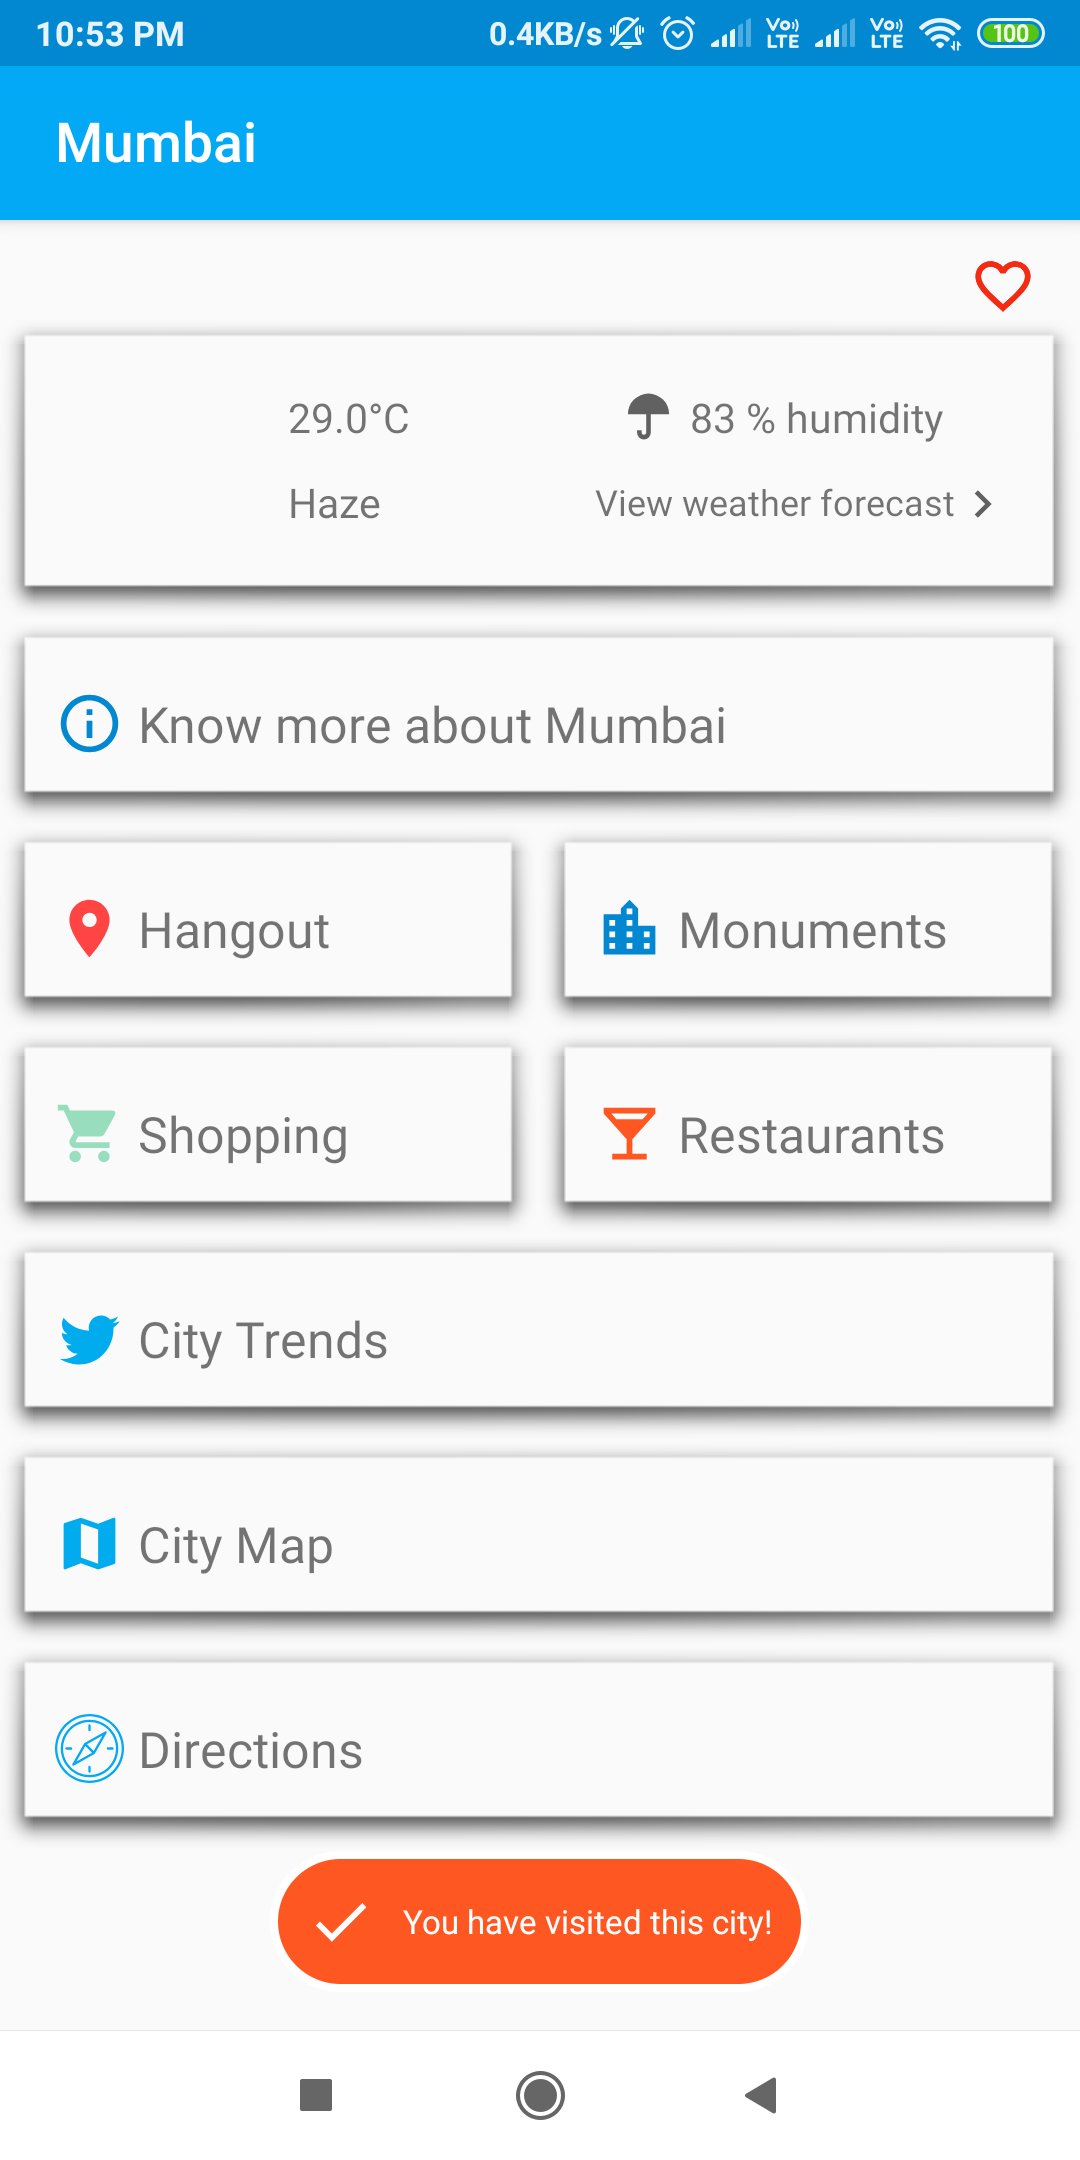 10:53 PM 0.4KB/s Vo LTE Vo LTE 100
Mumbai
29.0°C 83 % humidity
Haze View weather forecast
Know more about Mumbai
Hangout Monuments
Shopping Restaurants
City Trends
City Map
Directions
You have visited this city!